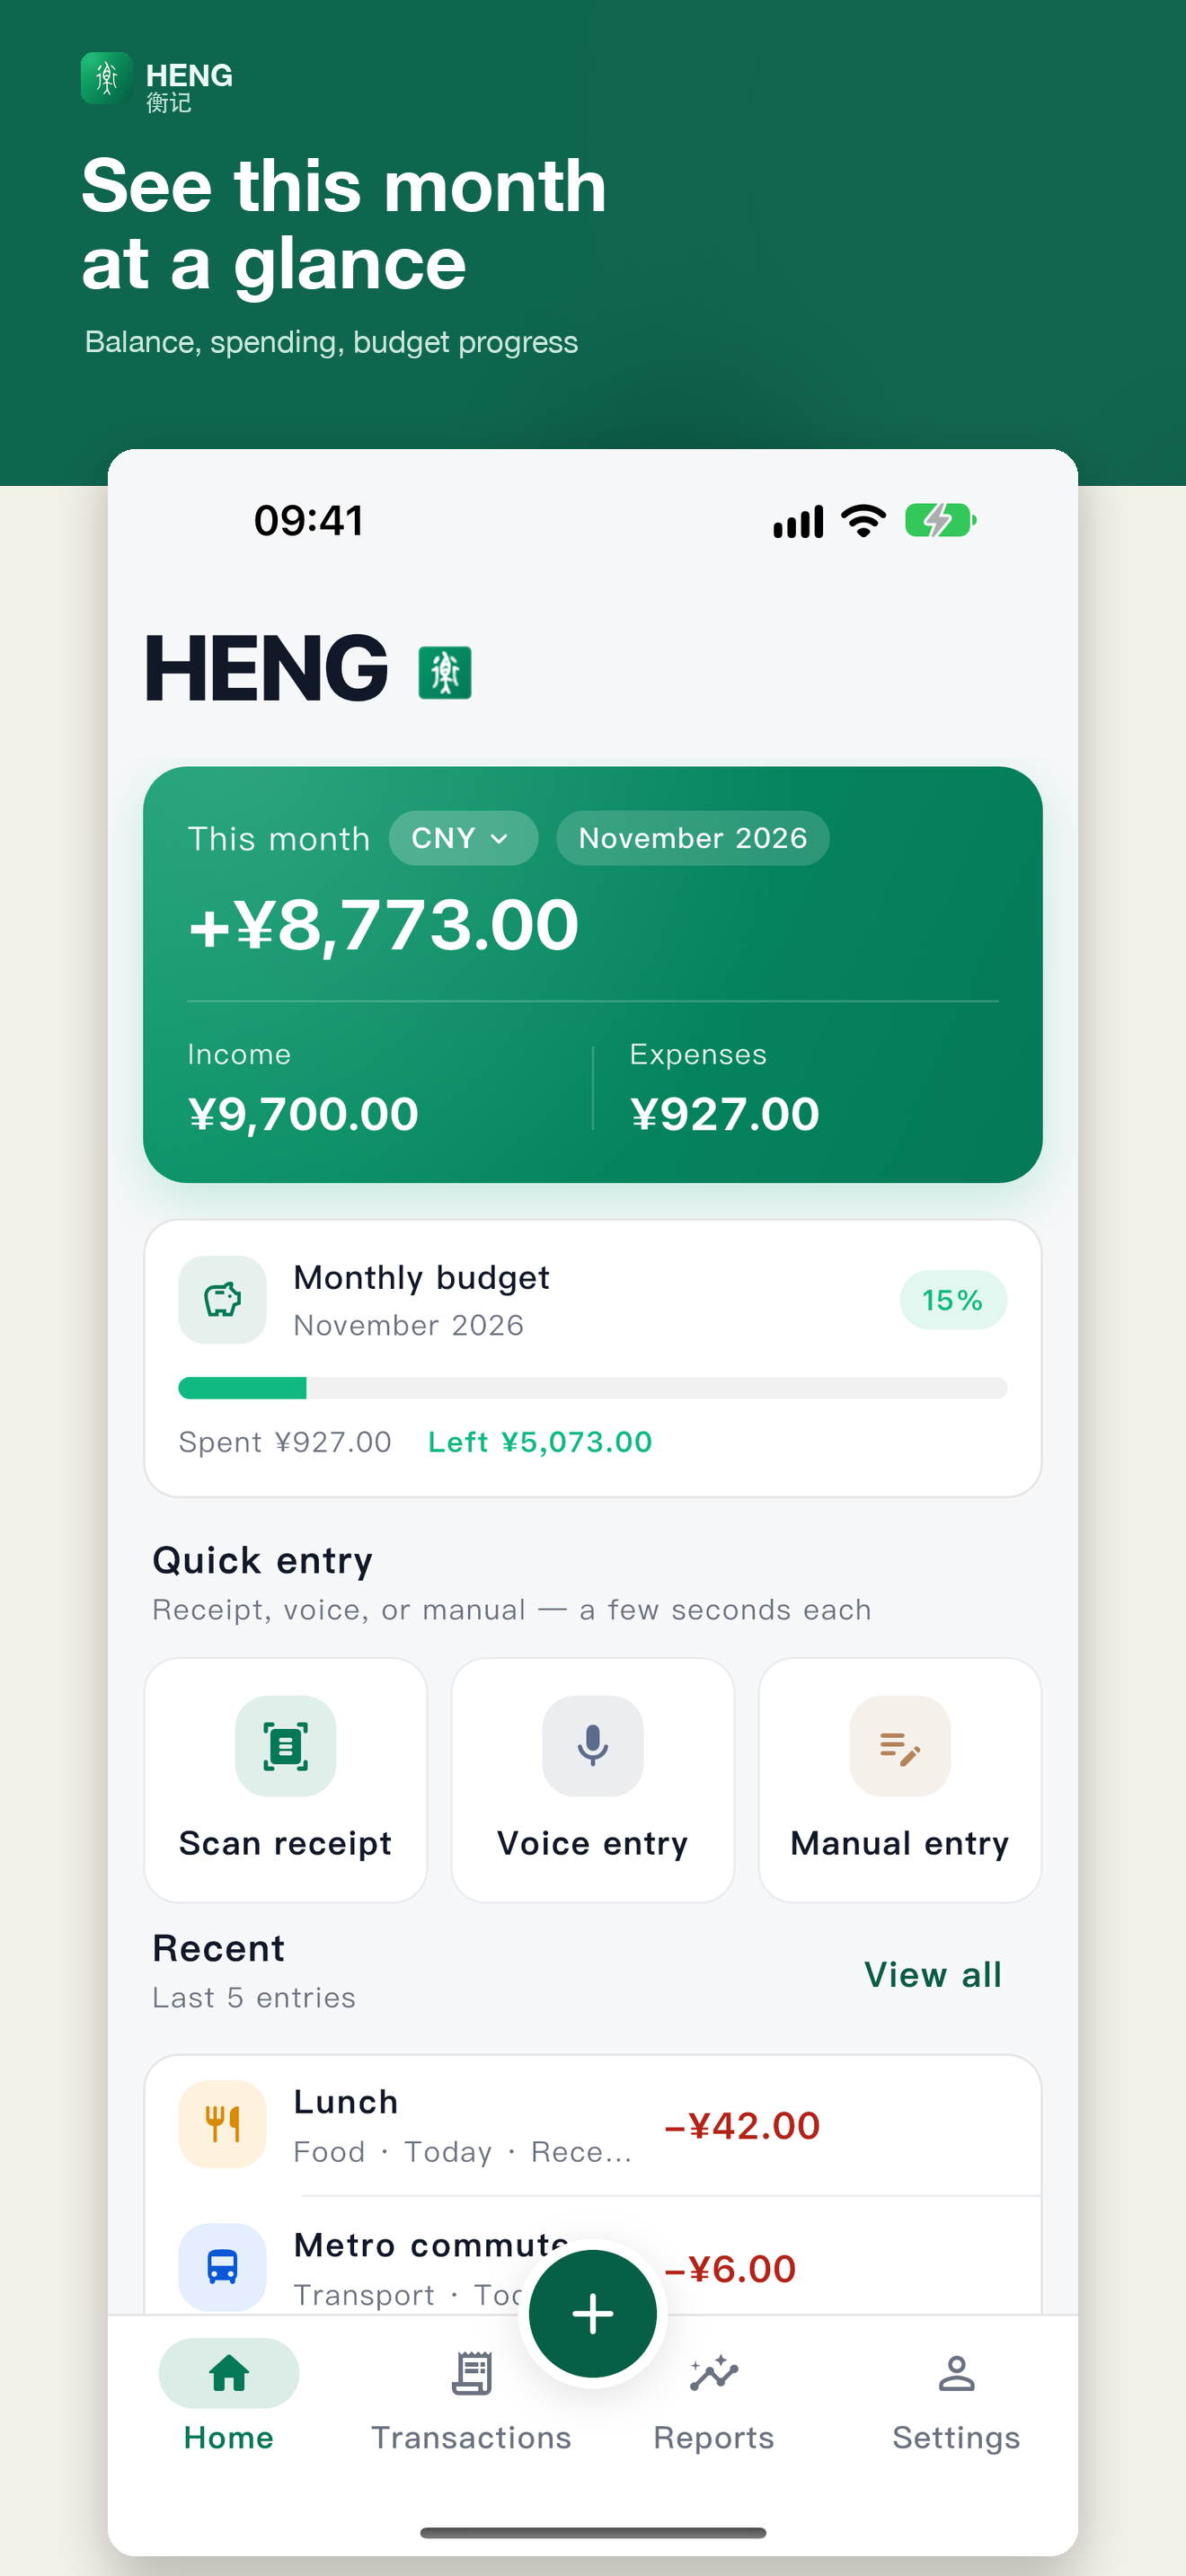 衡
HENG
衡记
See this month
at a glance
Balance, spending, budget progress
09:41
HENG 衡
This month CNY November 2026
+¥8,773.00
Income Expenses
¥9,700.00 ¥927.00
Monthly budget
November 2026
15%
Spent ¥927.00 Left ¥5,073.00
Quick entry
Receipt, voice, or manual — a few seconds each
Scan receipt Voice entry Manual entry
Recent
Last 5 entries
View all
Lunch
Food · Today · Rece...
−¥42.00
Metro commute
Transport ·
−¥6.00
Home Transactions Reports Settings